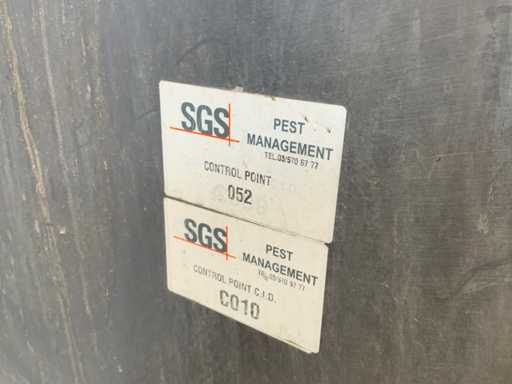 SGS
PEST
MANAGEMENT
TEL.03/570 57 77
CONTROL POINT
052
SGS
PEST
MANAGEMENT
CONTROL POINT C.I.D.
C010